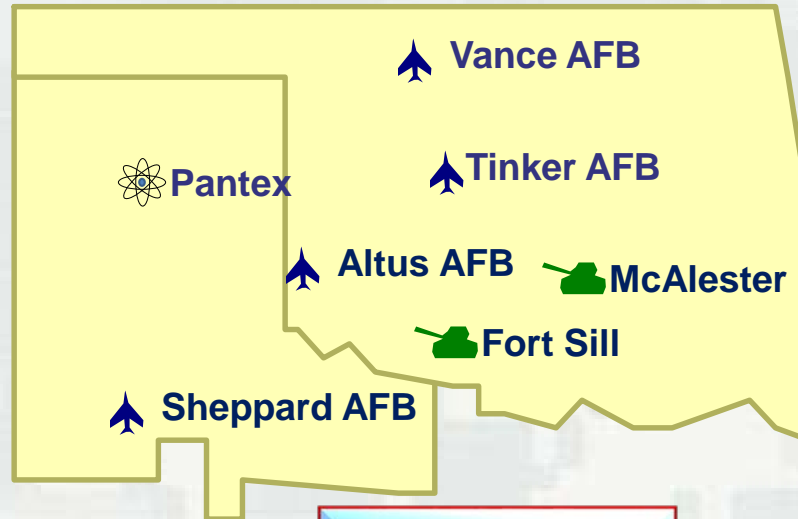 Vance AFB
Pantex
Tinker AFB
Altus AFB
McAlester
Fort Sill
Sheppard AFB